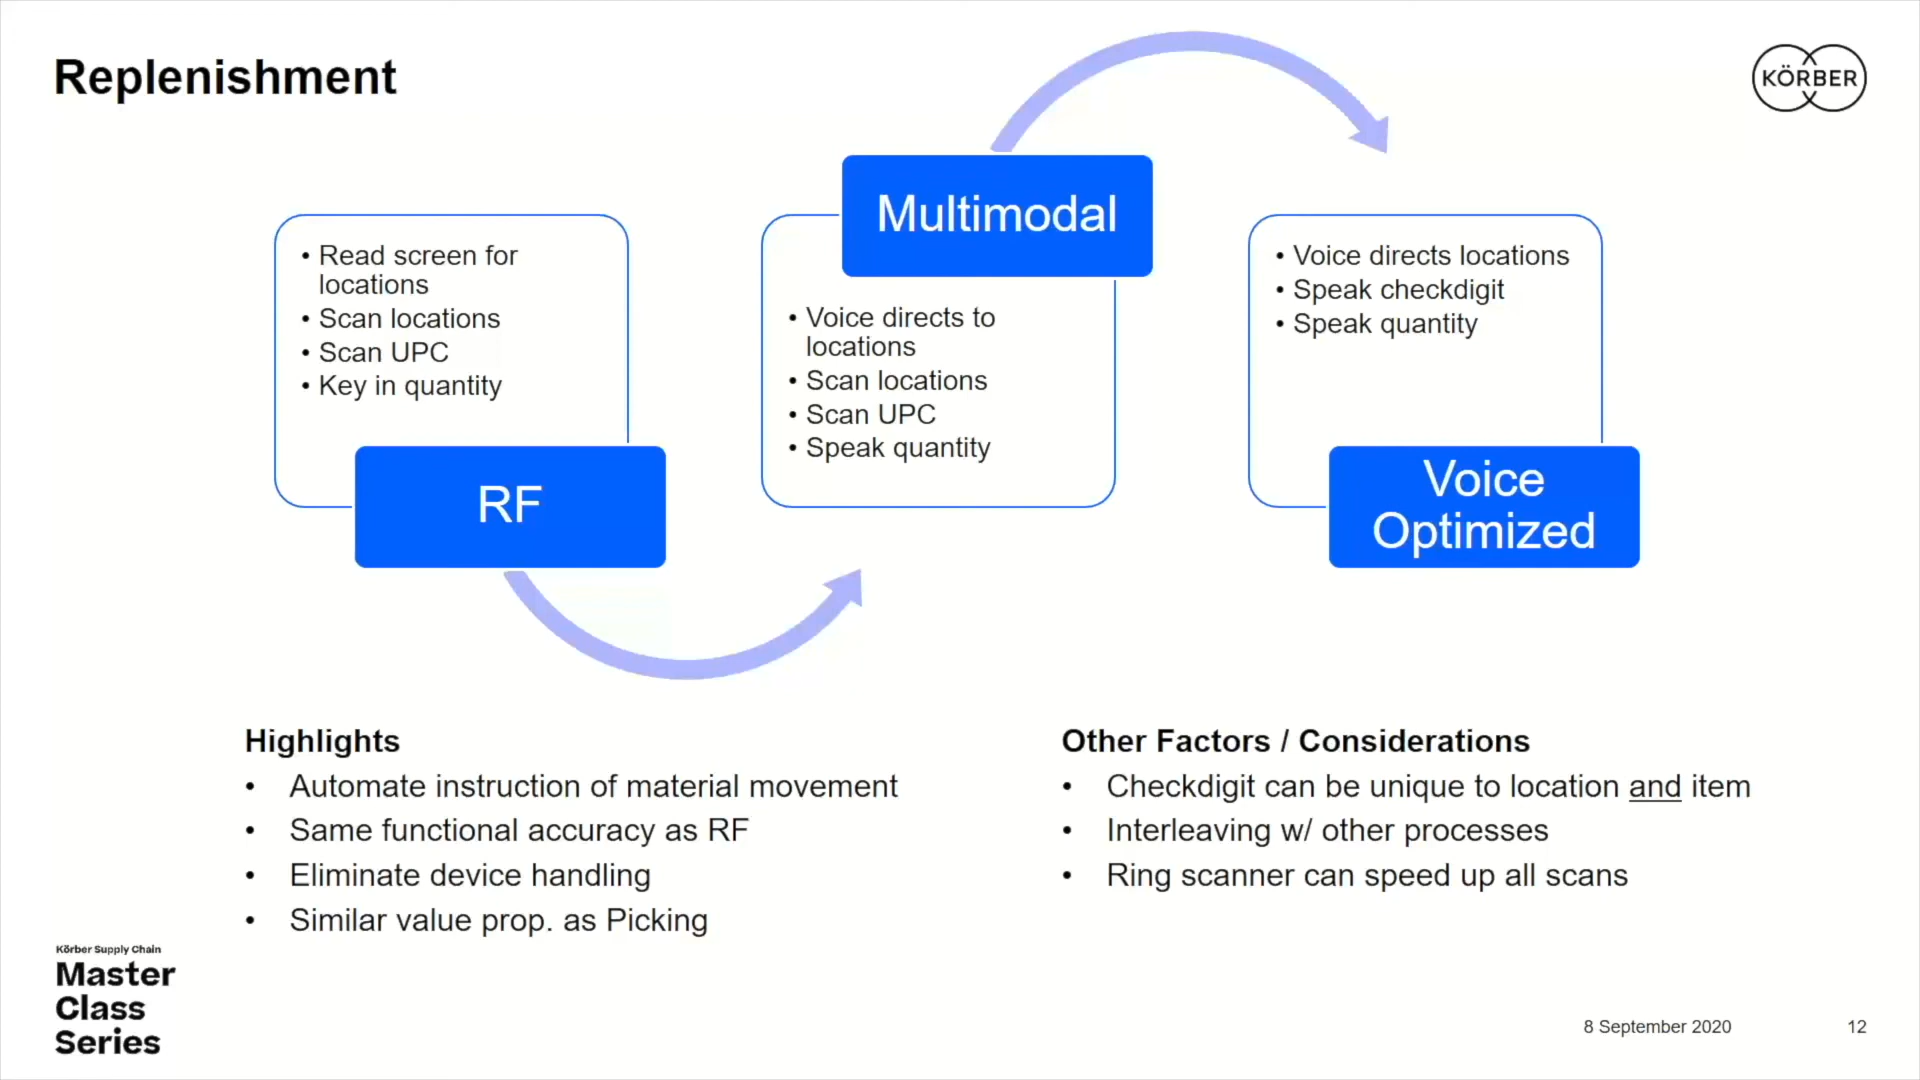 Replenishment
KÖRBER
• Read screen for
locations
• Scan locations
• Scan UPC
• Key in quantity
RF
Multimodal
• Voice directs to
locations
• Scan locations
• Scan UPC
• Speak quantity
• Voice directs locations
• Speak checkdigit
• Speak quantity
Voice
Optimized
Highlights
• Automate instruction of material movement
• Same functional accuracy as RF
• Eliminate device handling
• Similar value prop. as Picking
Other Factors / Considerations
• Checkdigit can be unique to location and item
• Interleaving w/ other processes
• Ring scanner can speed up all scans
Körber Supply Chain
Master
Class
Series
8 September 2020
12